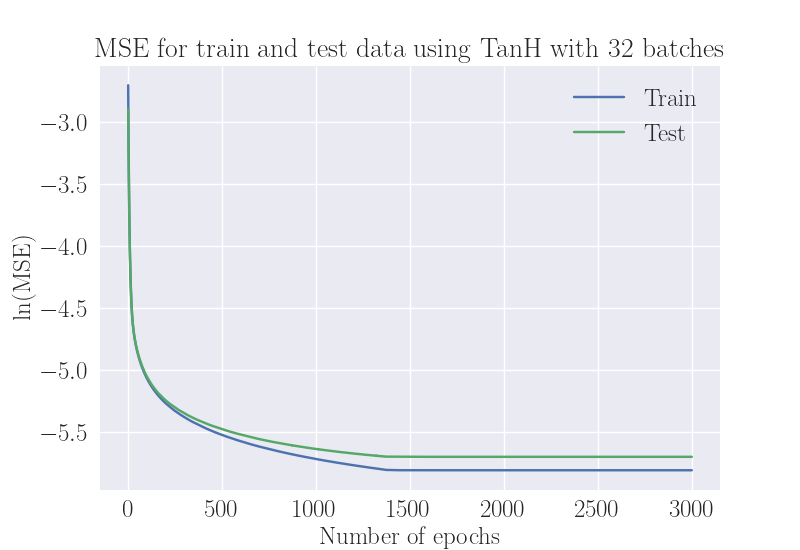 MSE for train and test data using TanH with 32 batches
Train
Test
ln(MSE)
−3.0
−3.5
−4.0
−4.5
−5.0
−5.5
0 500 1000 1500 2000 2500 3000
Number of epochs